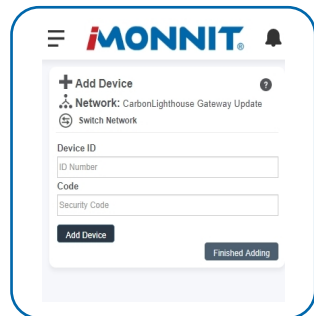 iMONNIT®
Add Device
?
Network: CarbonLighthouse Gateway Update
Switch Network
Device ID
ID Number
Code
Security Code
Add Device
Finished Adding